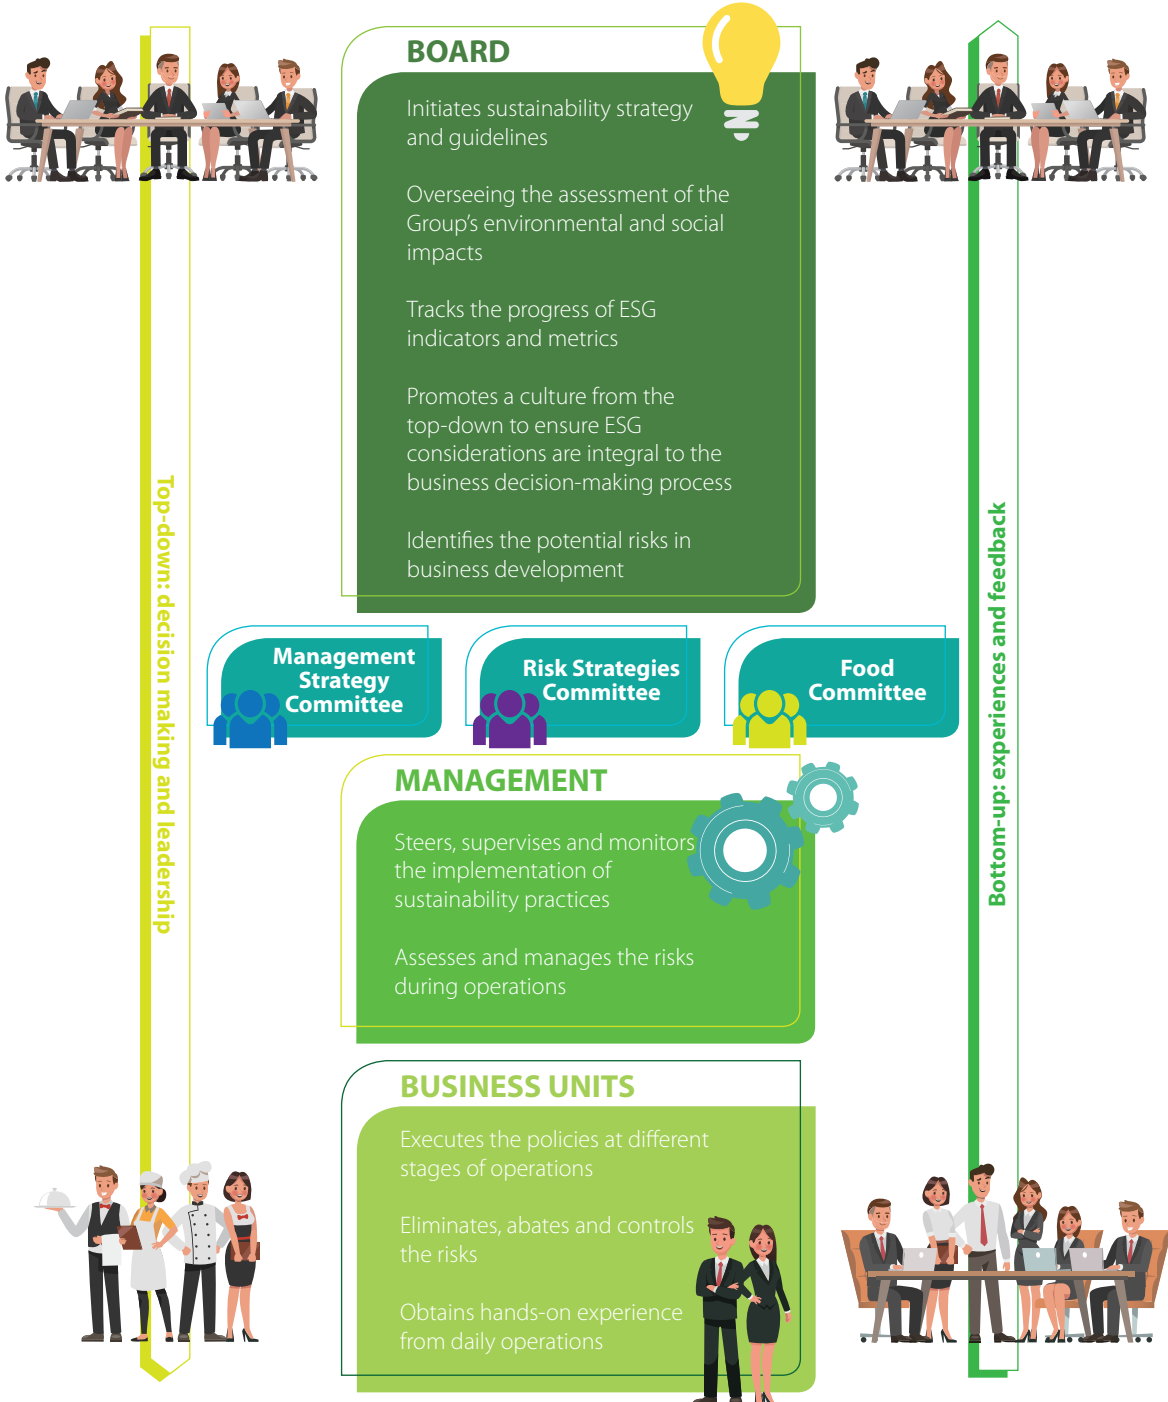 BOARD
Initiates sustainability strategy
and guidelines
Overseeing the assessment of the
Group’s environmental and social
impacts
Tracks the progress of ESG
indicators and metrics
Promotes a culture from the
top-down to ensure ESG
considerations are integral to the
business decision-making process
Identifies the potential risks in
business development
Top-down: decision making and leadership
Bottom-up: experiences and feedback
Management
Strategy
Committee
Risk Strategies
Committee
Food
Committee
MANAGEMENT
Steers, supervises and monitors
the implementation of
sustainability practices
Assesses and manages the risks
during operations
BUSINESS UNITS
Executes the policies at different
stages of operations
Eliminates, abates and controls
the risks
Obtains hands-on experience
from daily operations